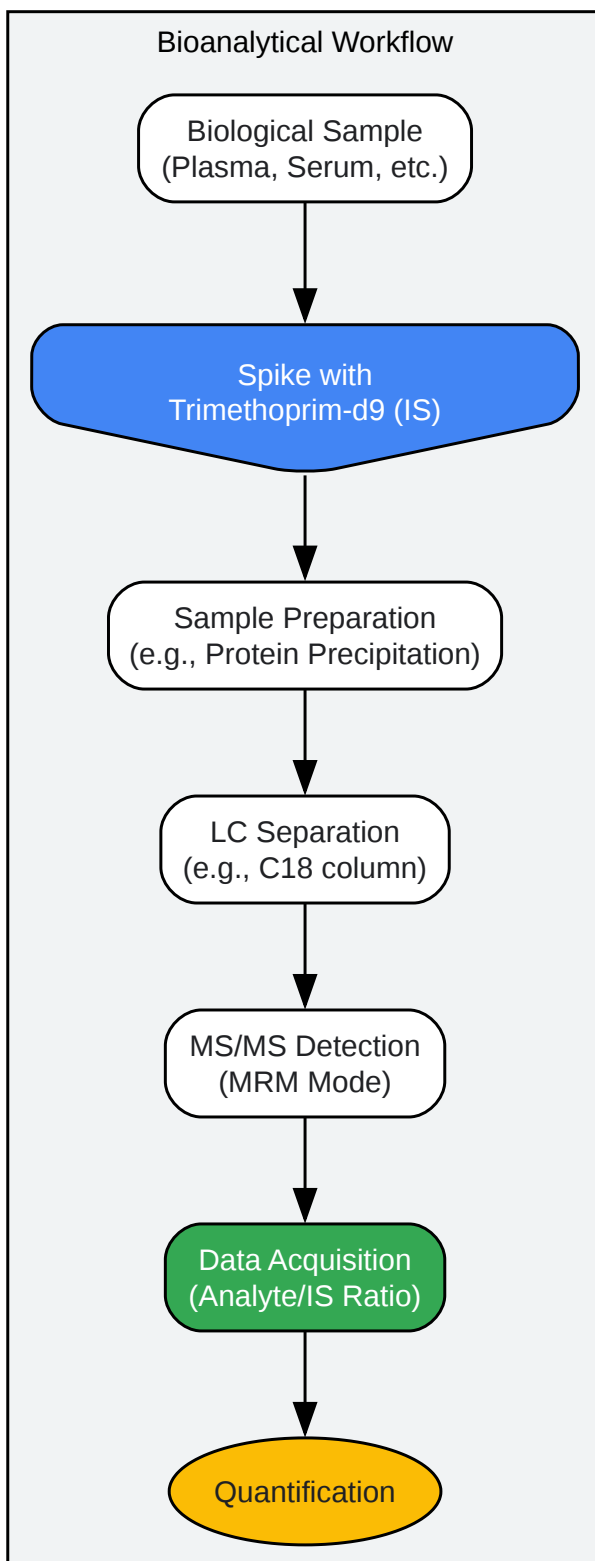 Bioanalytical Workflow
Biological Sample
(Plasma, Serum, etc.)
Spike with
Trimethoprim-d9 (IS)
Sample Preparation
(e.g., Protein Precipitation)
LC Separation
(e.g., C18 column)
MS/MS Detection
(MRM Mode)
Data Acquisition
(Analyte/IS Ratio)
Quantification